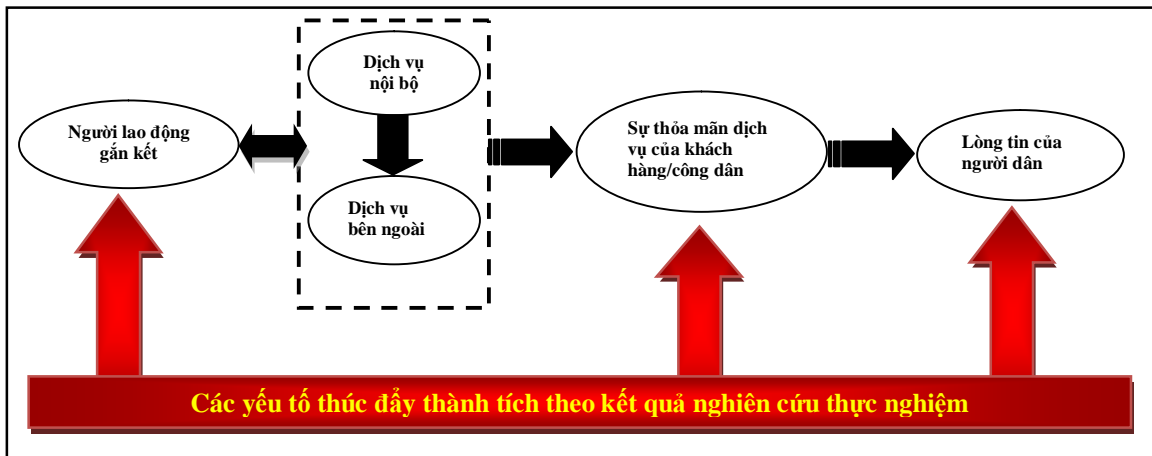 Người lao động
gắn kết
Dịch vụ
nội bộ
Dịch vụ
bên ngoài
Sự thỏa mãn dịch
vụ của khách
hàng/công dân
Lòng tin của
người dân
Các yếu tố thúc đẩy thành tích theo kết quả nghiên cứu thực nghiệm